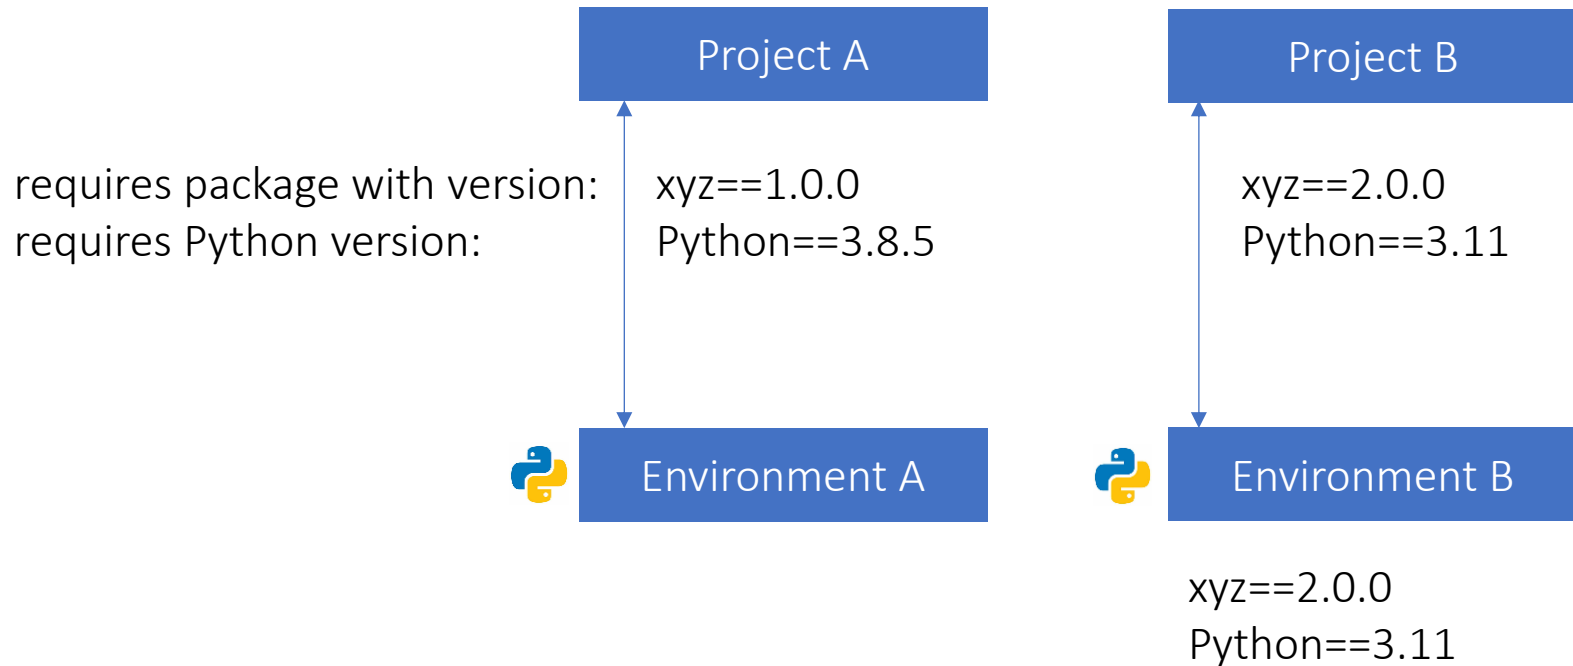 Project A
Project B
requires package with version: xyz==1.0.0 xyz==2.0.0
requires Python version: Python==3.8.5 Python==3.11
Environment A
Environment B
xyz==2.0.0
Python==3.11